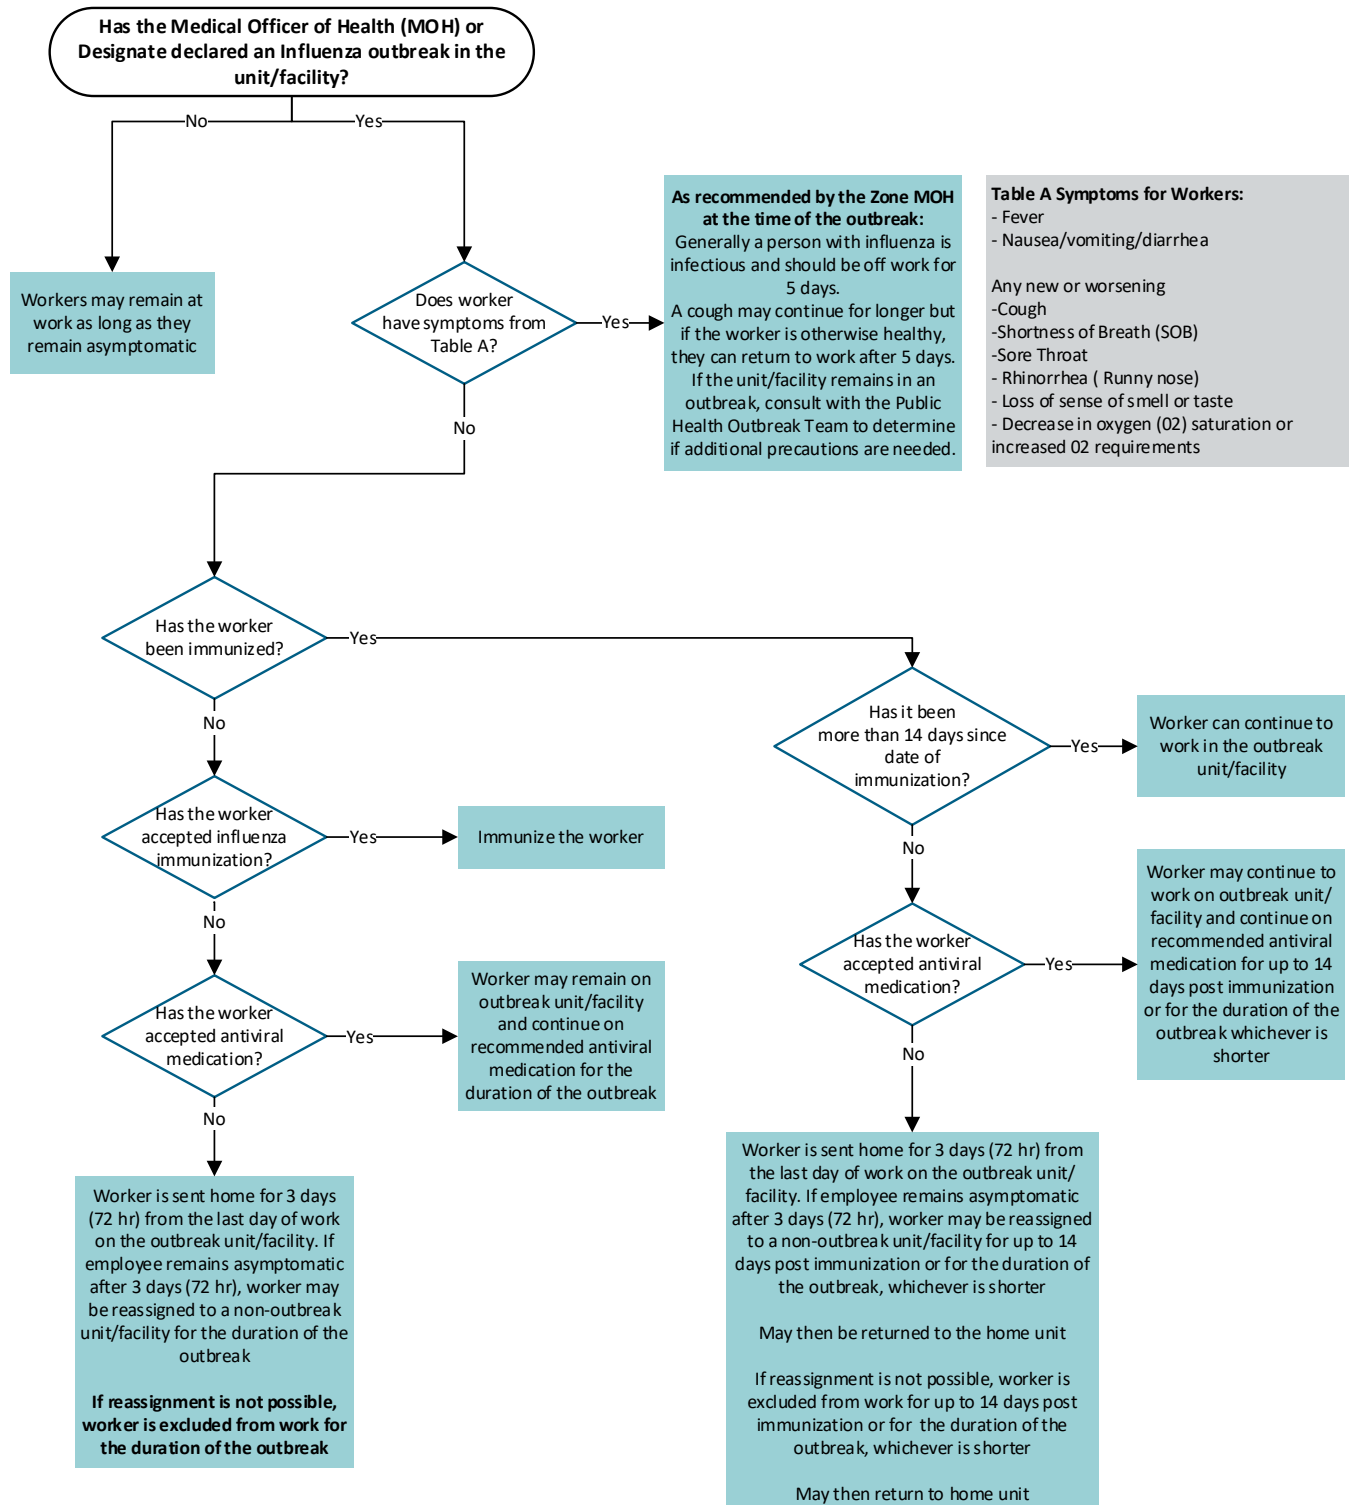 Has the Medical Officer of Health (MOH) or
Designate declared an Influenza outbreak in the
unit/facility?
No
Yes
Workers may remain at
work as long as they
remain asymptomatic
Does worker
have symptoms from
Table A?
Yes
No
As recommended by the Zone MOH
at the time of the outbreak:
Generally a person with influenza is
infectious and should be off work for
5 days.
A cough may continue for longer but
if the worker is otherwise healthy,
they can return to work after 5 days.
If the unit/facility remains in an
outbreak, consult with the Public
Health Outbreak Team to determine
if additional precautions are needed.
Table A Symptoms for Workers:
- Fever
- Nausea/vomiting/diarrhea
Any new or worsening
-Cough
-Shortness of Breath (SOB)
-Sore Throat
- Rhinorrhea ( Runny nose)
- Loss of sense of smell or taste
- Decrease in oxygen (02) saturation or
increased 02 requirements
Has the worker
been immunized?
Yes
No
Has it been
more than 14 days since
date of
immunization?
Yes
No
Worker can continue to
work in the outbreak
unit/facility
Has the worker
accepted influenza
immunization?
Yes
No
Immunize the worker
Has the worker
accepted antiviral
medication?
Yes
No
Worker may continue to
work on outbreak unit/
facility and continue on
recommended antiviral
medication for up to 14
days post immunization
or for the duration of the
outbreak whichever is
shorter
Has the worker
accepted antiviral
medication?
Yes
No
Worker may remain on
outbreak unit/facility
and continue on
recommended antiviral
medication for the
duration of the outbreak
Worker is sent home for 3 days
(72 hr) from the last day of work
on the outbreak unit/facility. If
employee remains asymptomatic
after 3 days (72 hr), worker may
be reassigned to a non-outbreak
unit/facility for the duration of the
outbreak
If reassignment is not possible,
worker is excluded from work for
the duration of the outbreak
Worker is sent home for 3 days (72 hr) from
the last day of work on the outbreak unit/
facility. If employee remains asymptomatic
after 3 days (72 hr), worker may be reassigned
to a non-outbreak unit/facility for up to 14
days post immunization or for the duration of
the outbreak, whichever is shorter
May then be returned to the home unit
If reassignment is not possible, worker is
excluded from work for up to 14 days post
immunization or for the duration of the
outbreak, whichever is shorter
May then return to home unit